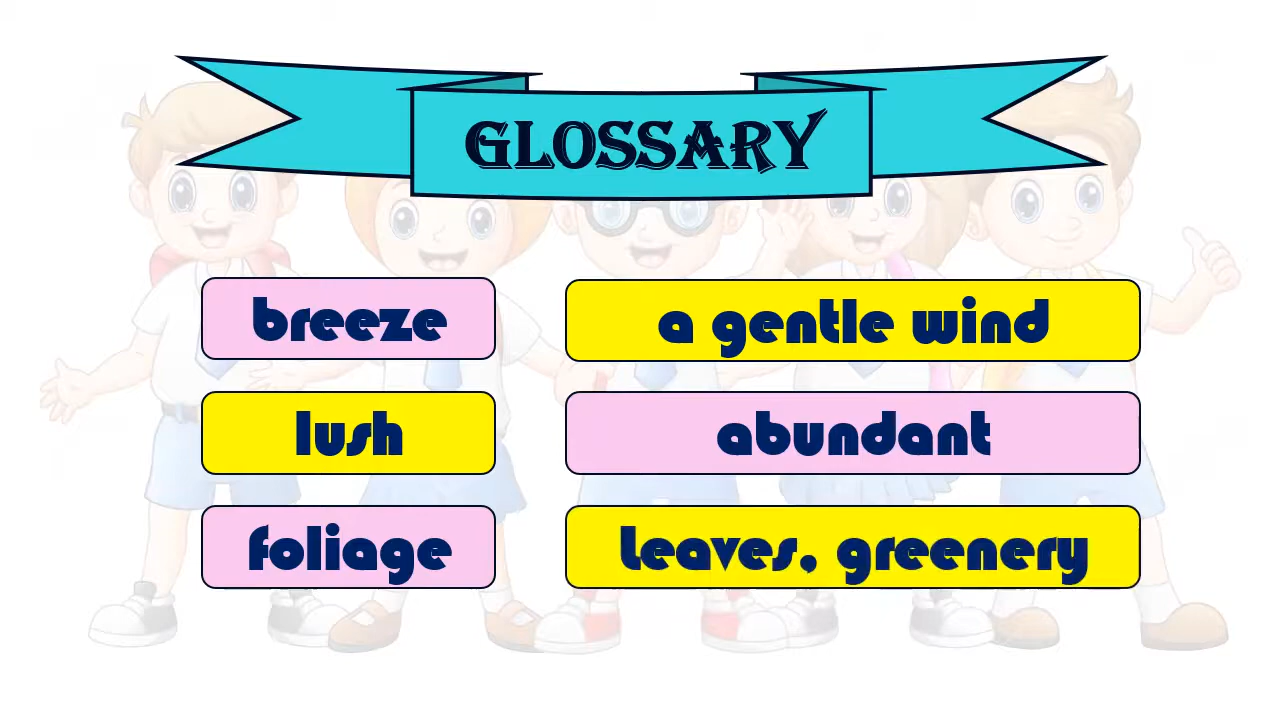 GLOSSARY
breeze
a gentle wind
lush
abundant
foliage
Leaves, greenery